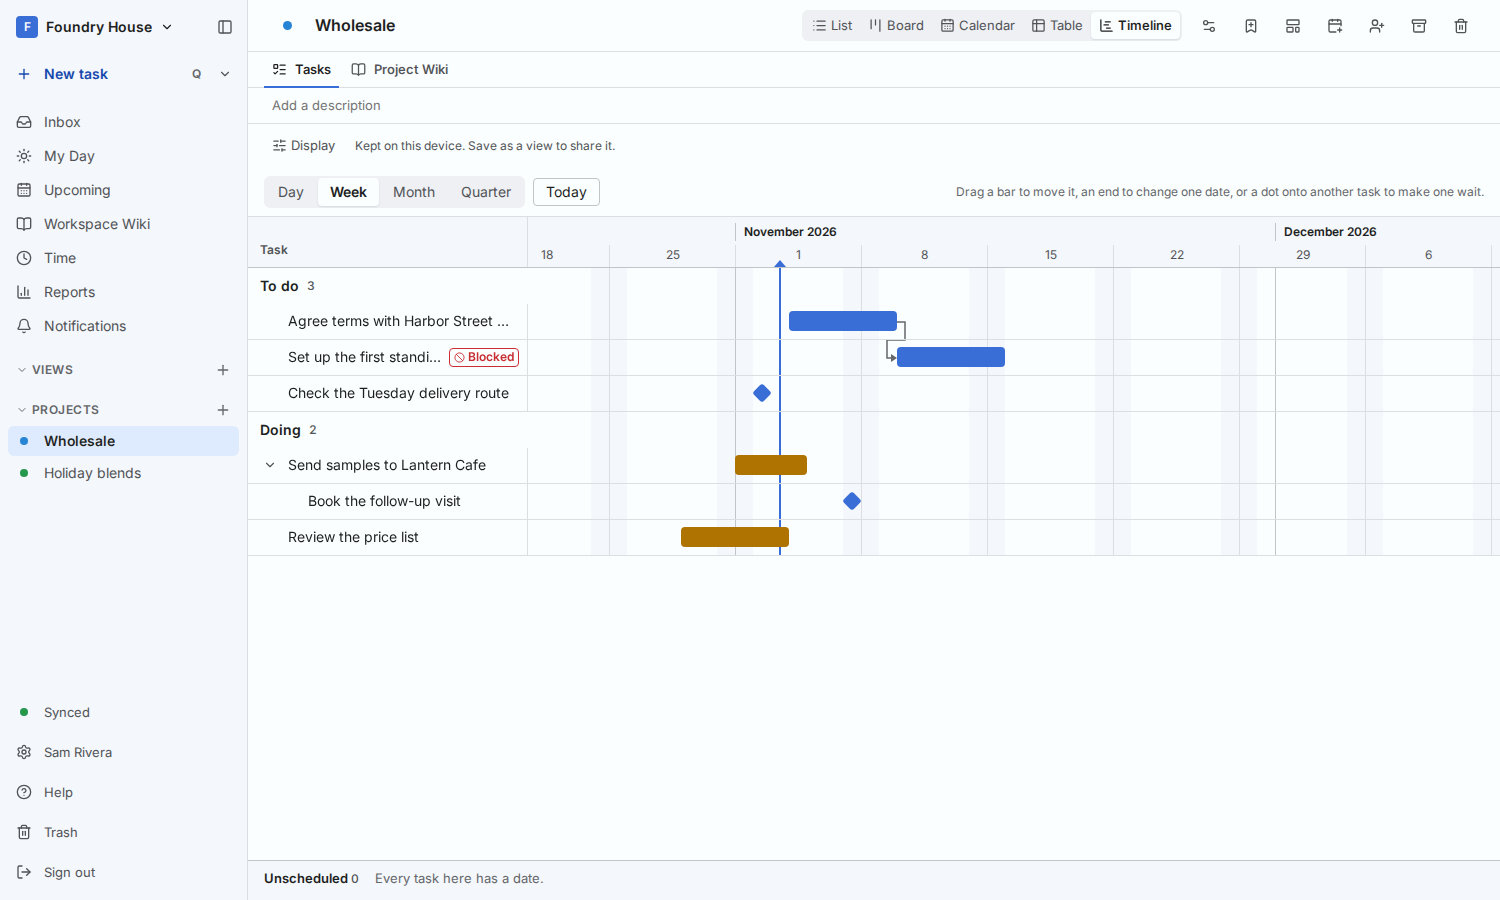 F Foundry House
New task Q
Inbox
My Day
Upcoming
Workspace Wiki
Time
Reports
Notifications
VIEWS
PROJECTS
Wholesale
Holiday blends
Synced
Sam Rivera
Help
Trash
Sign out
Wholesale
List Board Calendar Table Timeline
Tasks Project Wiki
Add a description
Display Kept on this device. Save as a view to share it.
Day Week Month Quarter Today
Drag a bar to move it, an end to change one date, or a dot onto another task to make one wait.
Task
November 2026 December 2026
18 25 1 8 15 22 29 6
To do 3
Agree terms with Harbor Street ...
Set up the first standi... Blocked
Check the Tuesday delivery route
Doing 2
Send samples to Lantern Cafe
Book the follow-up visit
Review the price list
Unscheduled 0 Every task here has a date.